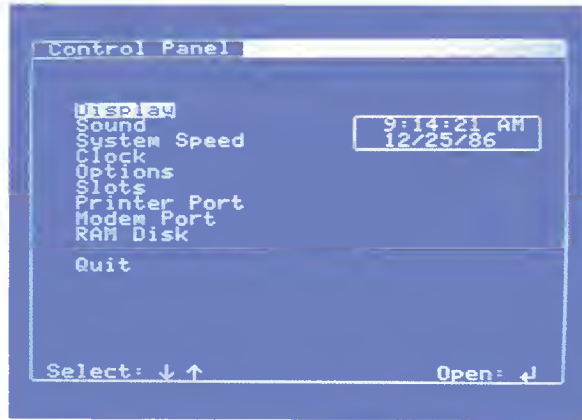 Control Panel
Display
Sound
System Speed
Clock
Options
Slots
Printer Port
Modem Port
RAM Disk
Quit
9:14:21 AM
12/25/86
Select: ↓ ↑
Open: ↵